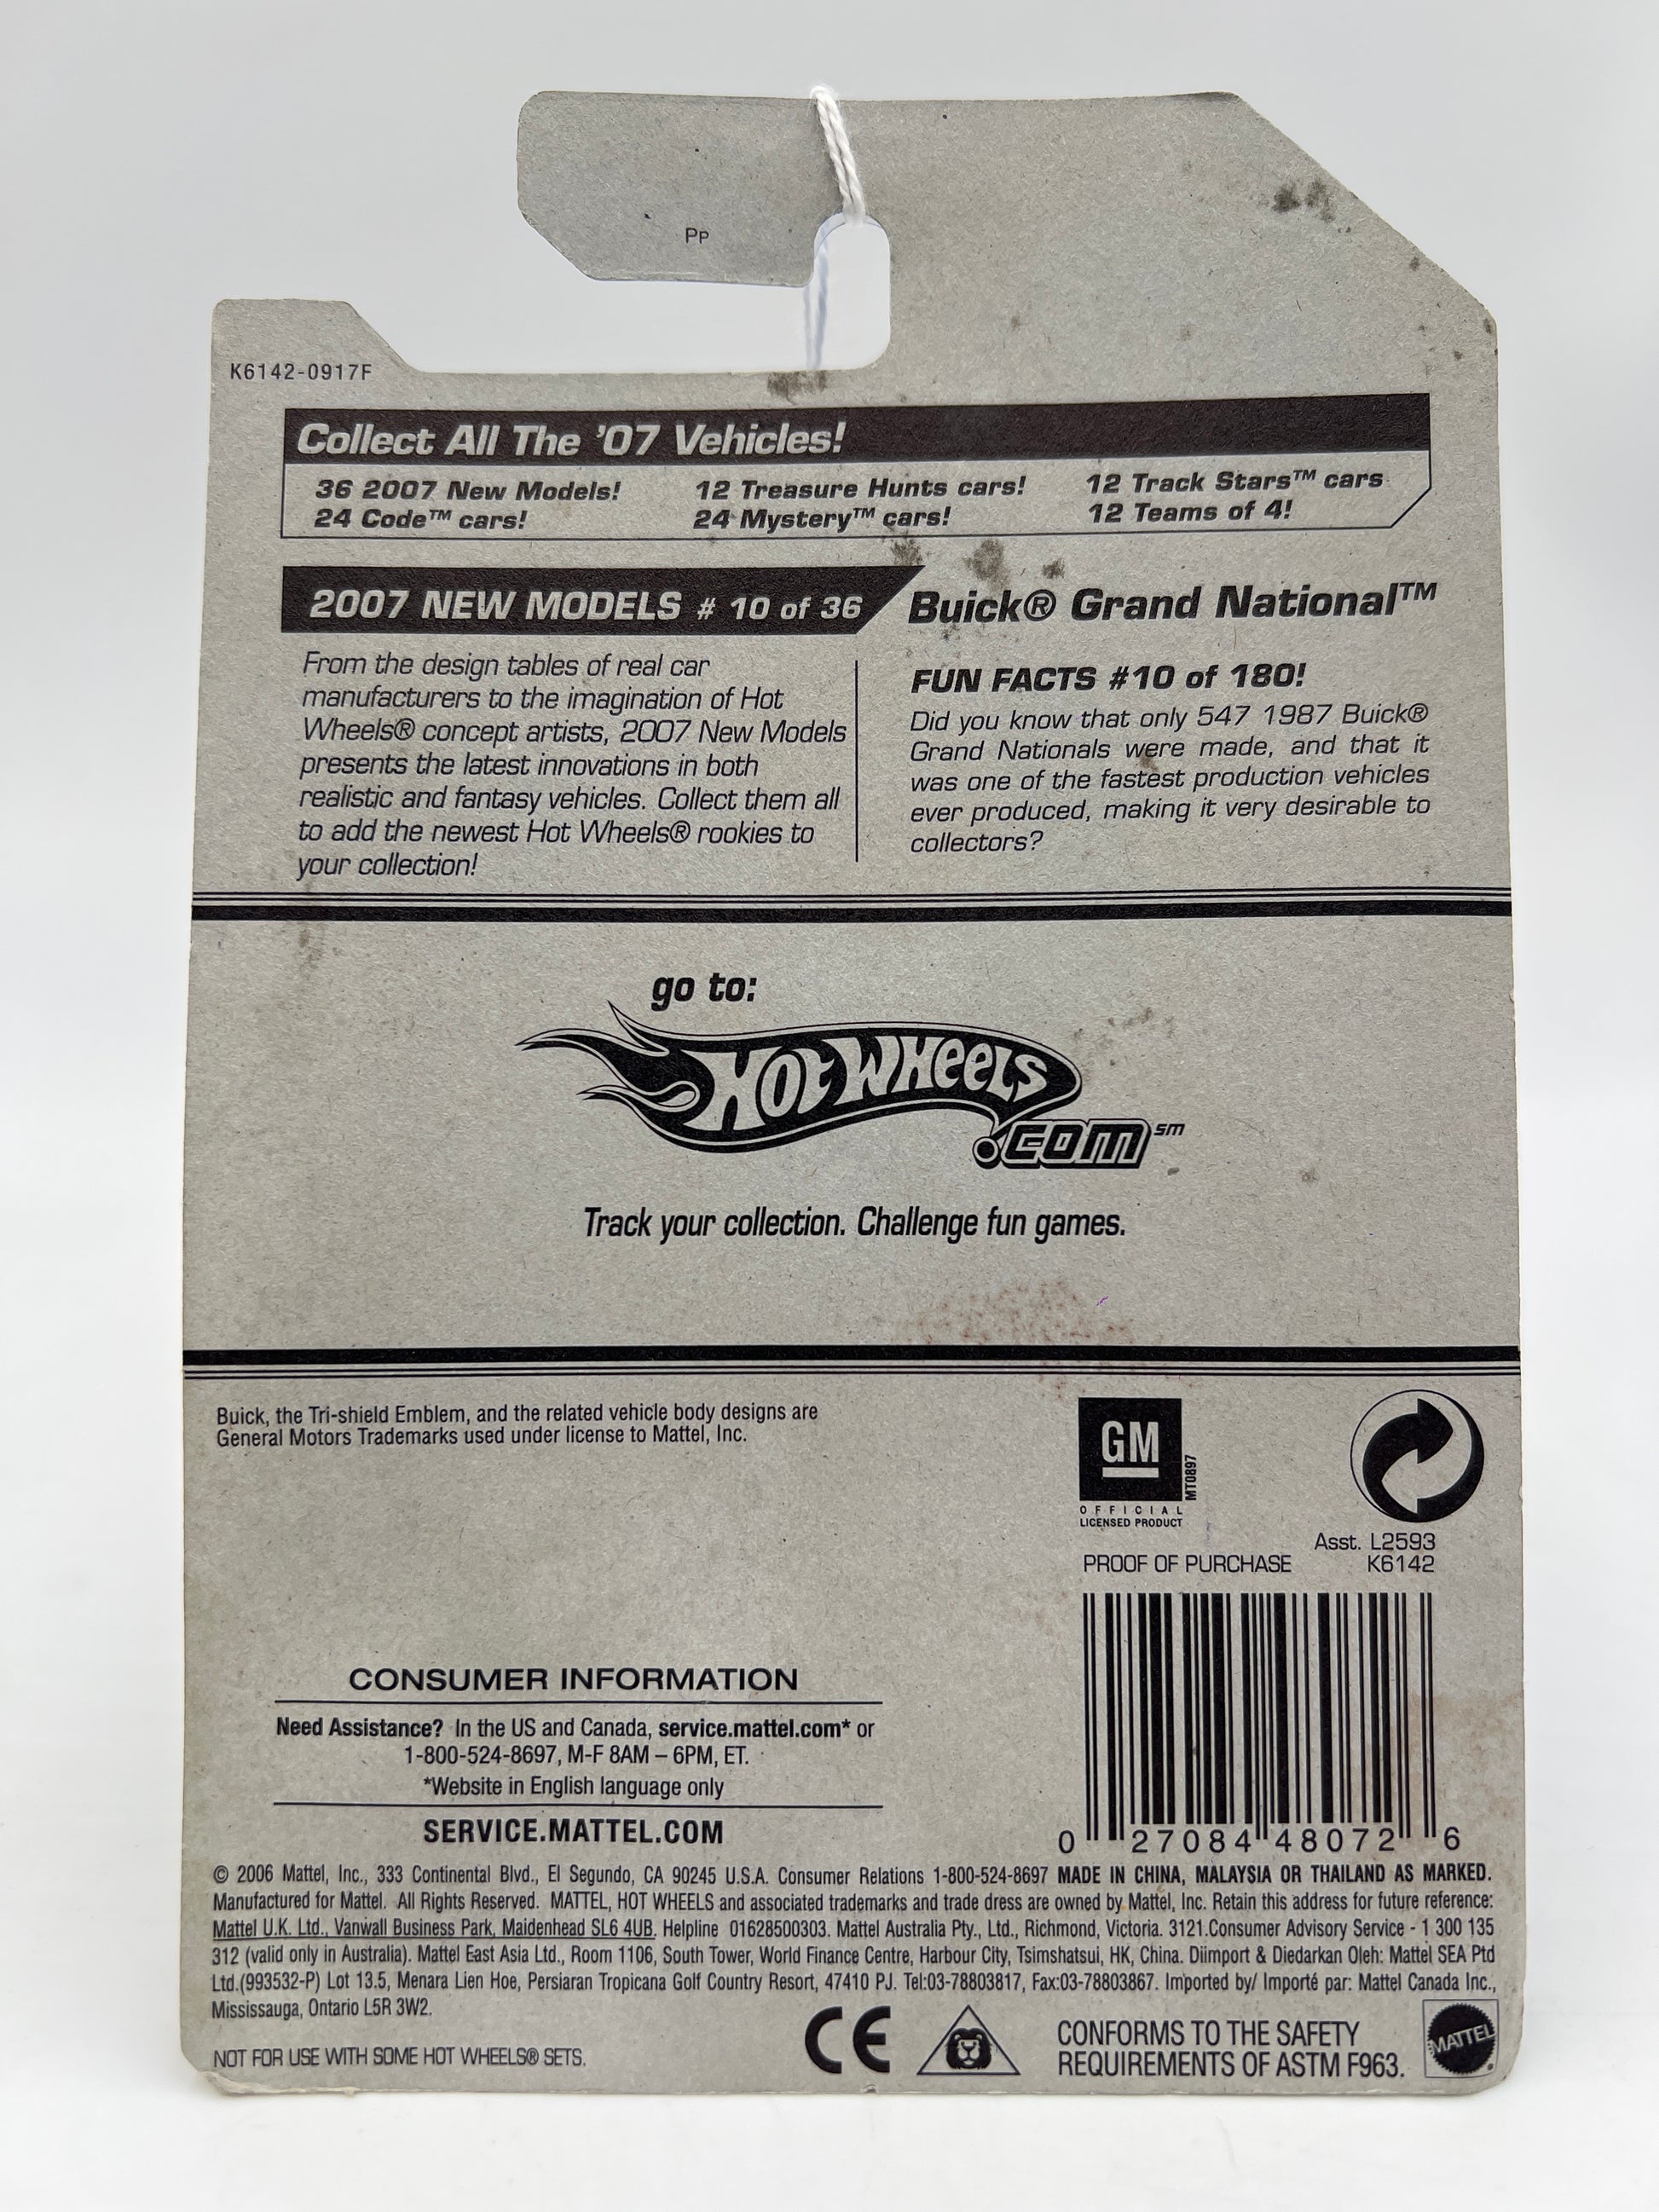 Pp
K6142-0917F
Collect All The '07 Vehicles!
36 2007 New Models! 12 Treasure Hunts cars! 12 Track Stars™ cars
24 Code™ cars! 24 Mystery™ cars! 12 Teams of 4!
2007 NEW MODELS # 10 of 36 Buick® Grand National™
From the design tables of real car
manufacturers to the imagination of Hot
Wheels® concept artists, 2007 New Models
presents the latest innovations in both
realistic and fantasy vehicles. Collect them all
to add the newest Hot Wheels® rookies to
your collection!
FUN FACTS #10 of 180!
Did you know that only 547 1987 Buick®
Grand Nationals were made, and that it
was one of the fastest production vehicles
ever produced, making it very desirable to
collectors?
go to:
HOT WHEELS
.COM SM
Track your collection. Challenge fun games.
Buick, the Tri-shield Emblem, and the related vehicle body designs are
General Motors Trademarks used under license to Mattel, Inc.
GM
MT0897
OFFICIAL
LICENSED PRODUCT
Asst. L2593
PROOF OF PURCHASE K6142
CONSUMER INFORMATION
Need Assistance? In the US and Canada, service.mattel.com* or
1-800-524-8697, M-F 8AM – 6PM, ET.
*Website in English language only
SERVICE.MATTEL.COM
0 27084 48072 6
© 2006 Mattel, Inc., 333 Continental Blvd., El Segundo, CA 90245 U.S.A. Consumer Relations 1-800-524-8697 MADE IN CHINA, MALAYSIA OR THAILAND AS MARKED.
Manufactured for Mattel. All Rights Reserved. MATTEL, HOT WHEELS and associated trademarks and trade dress are owned by Mattel, Inc. Retain this address for future reference:
Mattel U.K. Ltd., Vanwall Business Park, Maidenhead SL6 4UB. Helpline 01628500303. Mattel Australia Pty., Ltd., Richmond, Victoria. 3121.Consumer Advisory Service - 1 300 135
312 (valid only in Australia). Mattel East Asia Ltd., Room 1106, South Tower, World Finance Centre, Harbour City, Tsimshatsui, HK, China. Diimport & Diedarkan Oleh: Mattel SEA Ptd
Ltd.(993532-P) Lot 13.5, Menara Lien Hoe, Persiaran Tropicana Golf Country Resort, 47410 PJ. Tel:03-78803817, Fax:03-78803867. Imported by/ Importé par: Mattel Canada Inc.,
Mississauga, Ontario L5R 3W2.
NOT FOR USE WITH SOME HOT WHEELS® SETS.
CE
CONFORMS TO THE SAFETY
REQUIREMENTS OF ASTM F963.
MATTEL